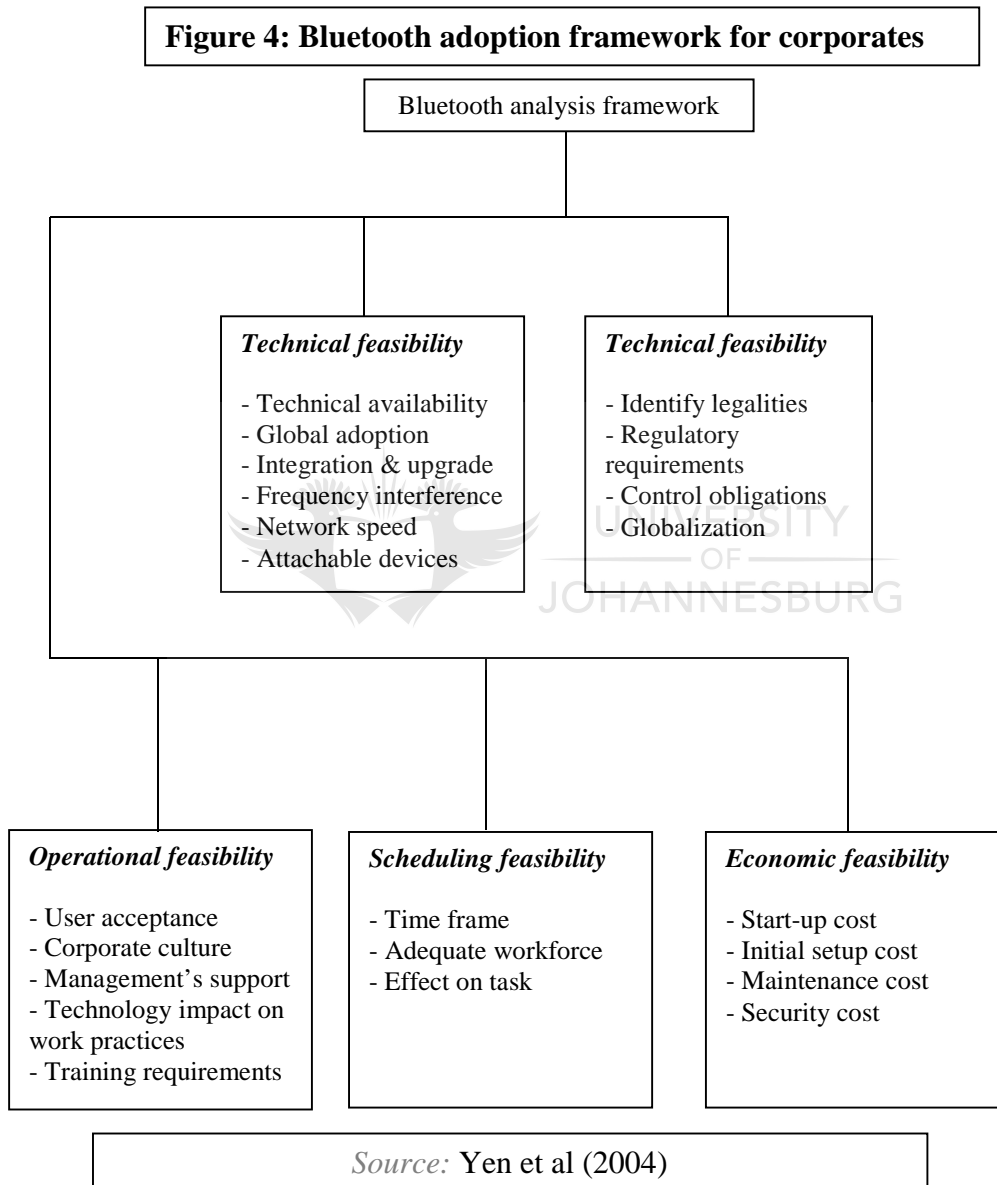 Figure 4: Bluetooth adoption framework for corporates
Bluetooth analysis framework
Technical feasibility
- Technical availability
- Global adoption
- Integration & upgrade
- Frequency interference
- Network speed
- Attachable devices
Technical feasibility
- Identify legalities
- Regulatory
requirements
- Control obligations
- Globalization
UNIVERSITY
OF
JOHANNESBURG
Operational feasibility
- User acceptance
- Corporate culture
- Management’s support
- Technology impact on
work practices
- Training requirements
Scheduling feasibility
- Time frame
- Adequate workforce
- Effect on task
Economic feasibility
- Start-up cost
- Initial setup cost
- Maintenance cost
- Security cost
Source: Yen et al (2004)